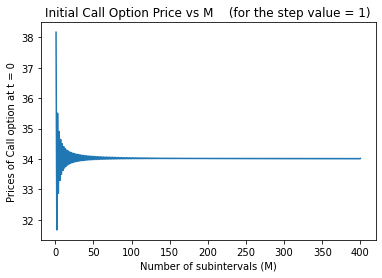 Initial Call Option Price vs M    (for the step value = 1)
Prices of Call option at t = 0
38
37
36
35
34
33
32
0 50 100 150 200 250 300 350 400
Number of subintervals (M)